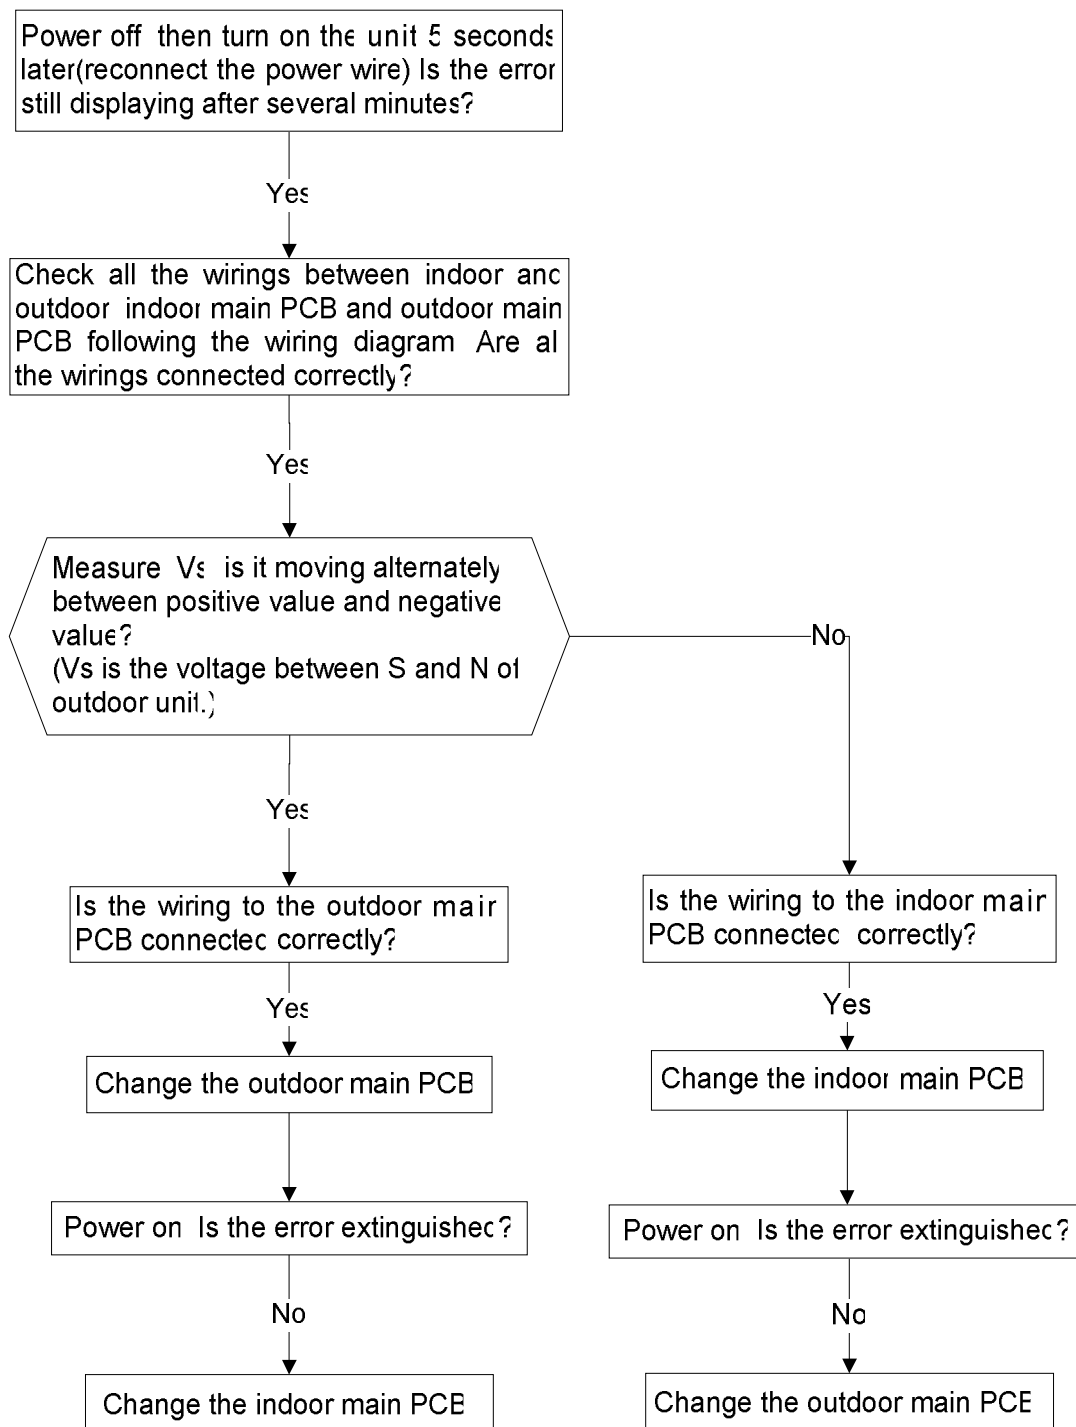 Power off then turn on the unit 5 seconds
later(reconnect the power wire) Is the error
still displaying after several minutes?
Yes
Check all the wirings between indoor and
outdoor indoor main PCB and outdoor main
PCB following the wiring diagram Are al
the wirings connected correctly?
Yes
Measure Vs is it moving alternately
between positive value and negative
value?
(Vs is the voltage between S and N of
outdoor unit.)
No
Yes
Is the wiring to the outdoor main
PCB connected correctly?
Yes
Change the outdoor main PCB
Power on Is the error extinguished?
No
Change the indoor main PCB
Is the wiring to the indoor main
PCB connected correctly?
Yes
Change the indoor main PCB
Power on Is the error extinguished?
No
Change the outdoor main PCB